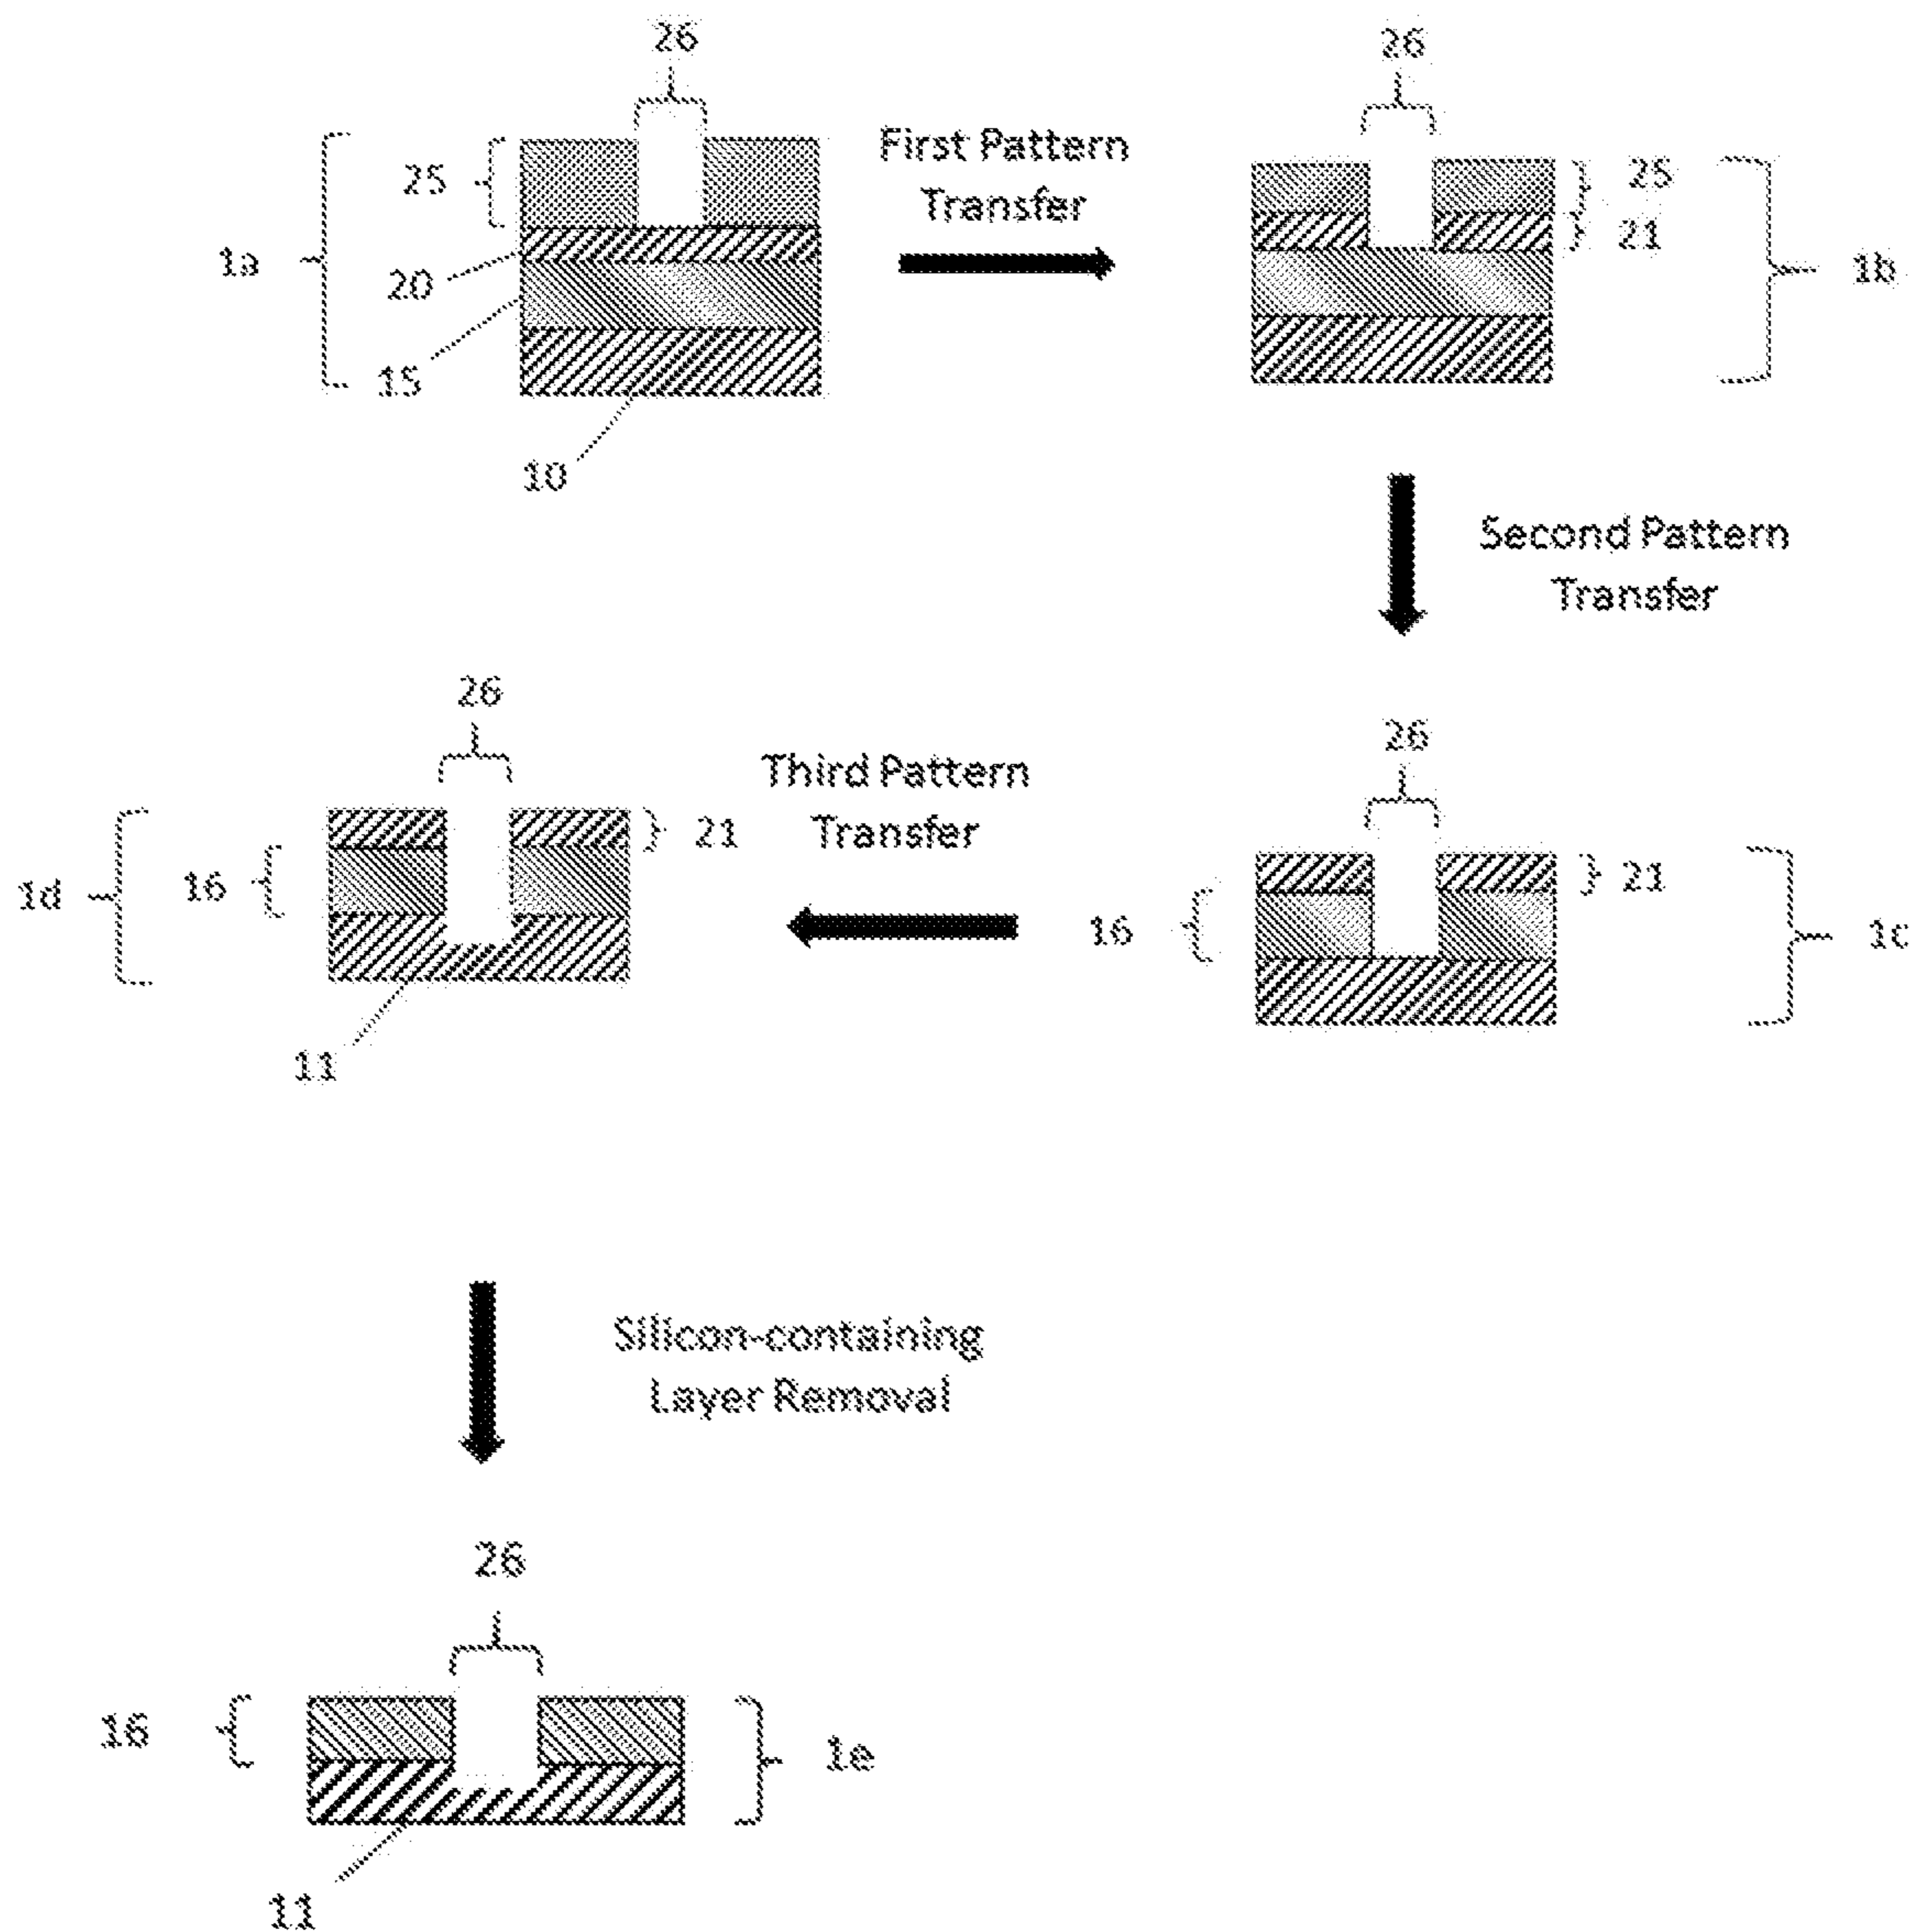 26
26
First Pattern
Transfer
25
25
21
1a
20
1b
15
10
Second Pattern
Transfer
26
26
Third Pattern
Transfer
21
21
1d
16
16
1c
11
Silicon-containing
Layer Removal
26
16
1e
11